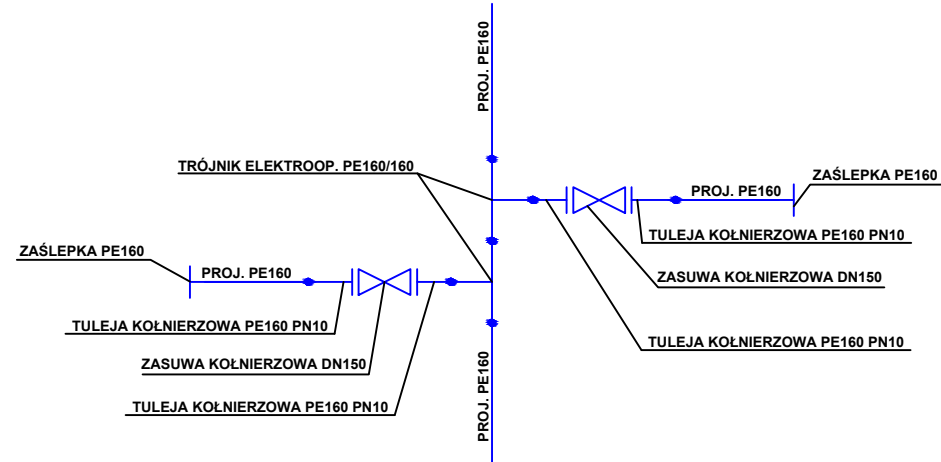 PROJ. PE160
TRÓJNIK ELEKTROOP. PE160/160
ZAŚLEPKA PE160
PROJ. PE160
TULEJA KOŁNIERZOWA PE160 PN10
ZAŚLEPKA PE160
PROJ. PE160
ZASUWA KOŁNIERZOWA DN150
TULEJA KOŁNIERZOWA PE160 PN10
TULEJA KOŁNIERZOWA PE160 PN10
ZASUWA KOŁNIERZOWA DN150
TULEJA KOŁNIERZOWA PE160 PN10
PROJ. PE160